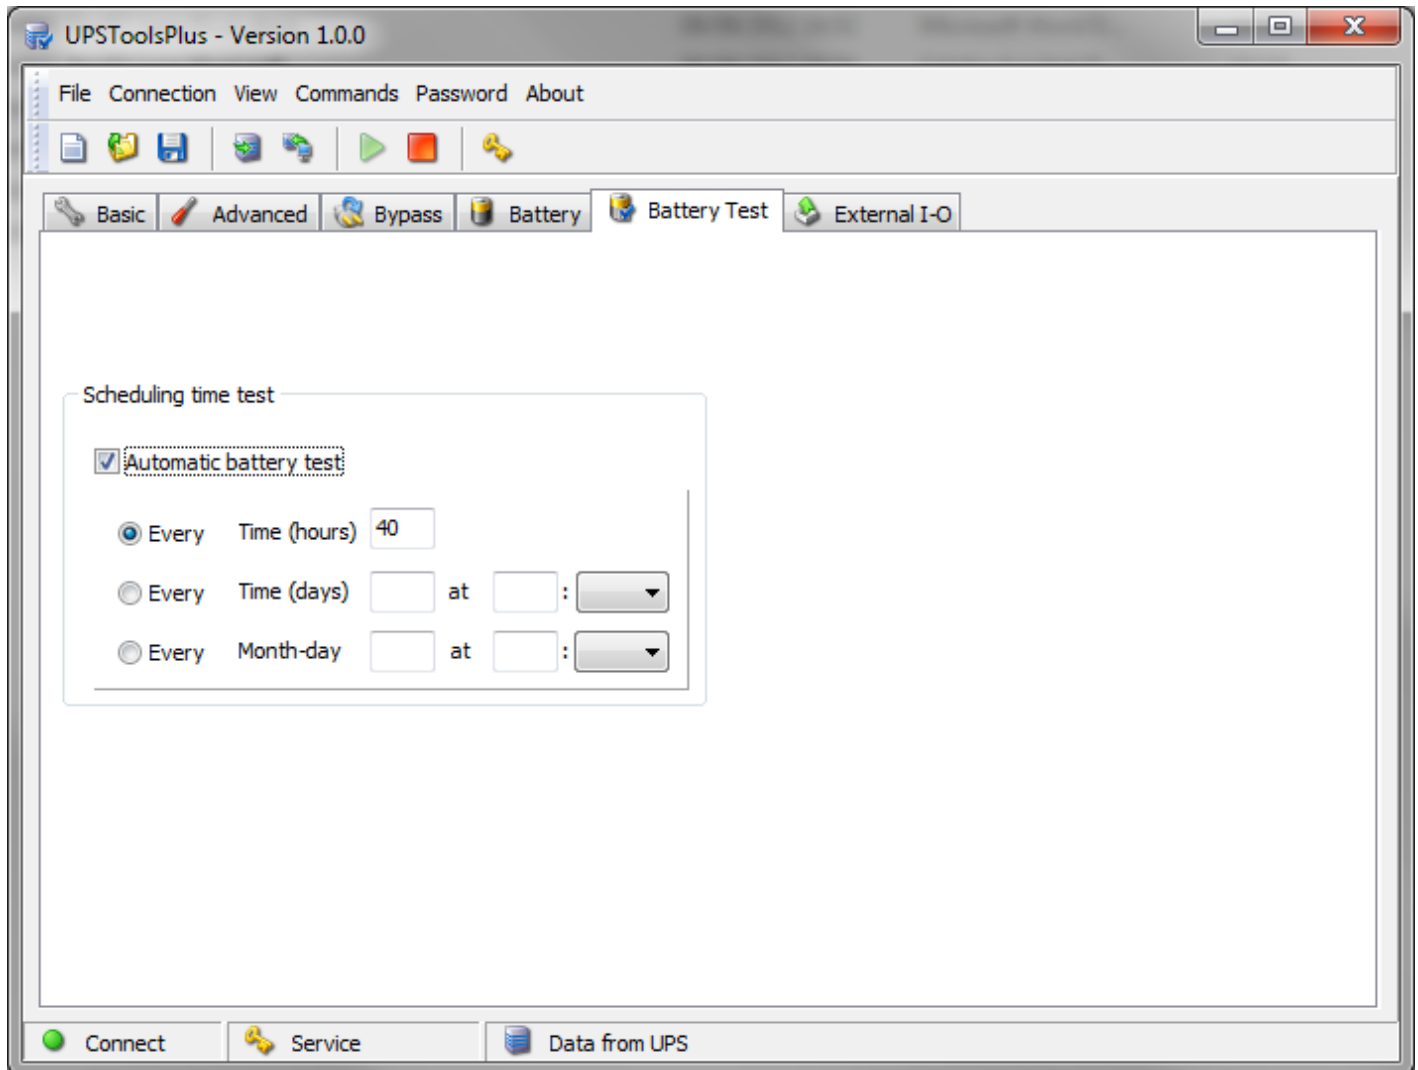 UPSToolsPlus - Version 1.0.0
File Connection View Commands Password About
Basic Advanced Bypass Battery Battery Test External I-O
Scheduling time test
Automatic battery test
Every Time (hours) 40
Every Time (days) at :
Every Month-day at :
Connect Service Data from UPS